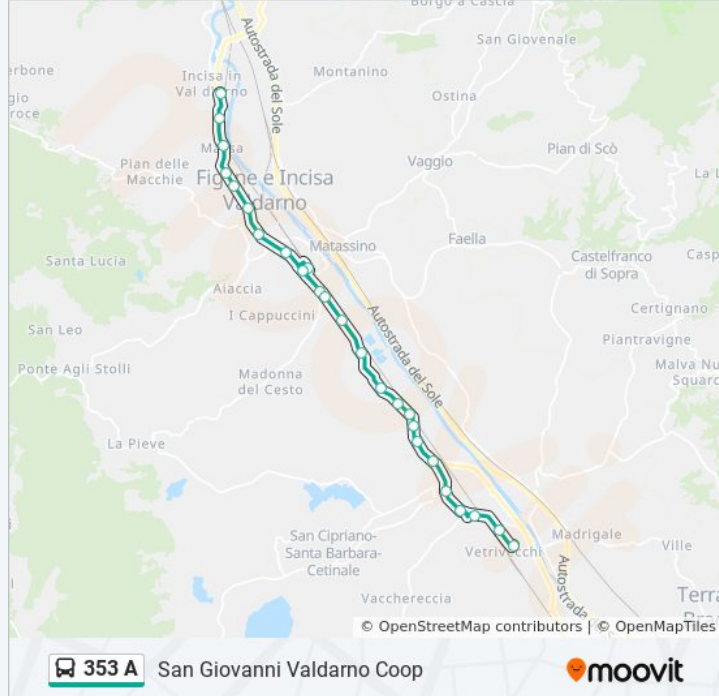 Borgo a Cascia
Autostrada del Sole
San Giovenale
erbone
Incisa in
Val d'Arno
Montanino
gio
roce
Ostina
Massa
Pian di Scò
Pian delle
Macchie
Vaggio
Figline e Incisa
Valdarno
La L
Matassino
Faella
Santa Lucia
Castelfranco
di Sopra
Casp
Aiaccia
I Cappuccini
Certignano
San Leo
Autostrada del Sole
Piantravigne
Ponte Agli Stolli
Madonna
del Cesto
Malva Nu
Squarc
La Pieve
San Cipriano-
Santa Barbara-
Cetinale
Madrigale
Vetrivecchi
Ville
Vacchereccia
Autostrada
Terra
© OpenStreetMap contributors | © OpenMapTiles
353 A San Giovanni Valdarno Coop
moovit